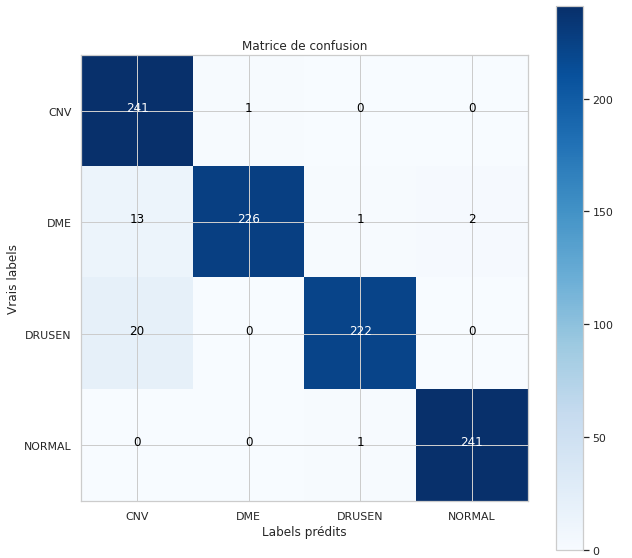 Matrice de confusion
CNV 241 1 0 0
DME 13 226 1 2
DRUSEN 20 0 222 0
NORMAL 0 0 1 241
CNV DME DRUSEN NORMAL
Labels prédits
Vrais labels
200
150
100
50
0